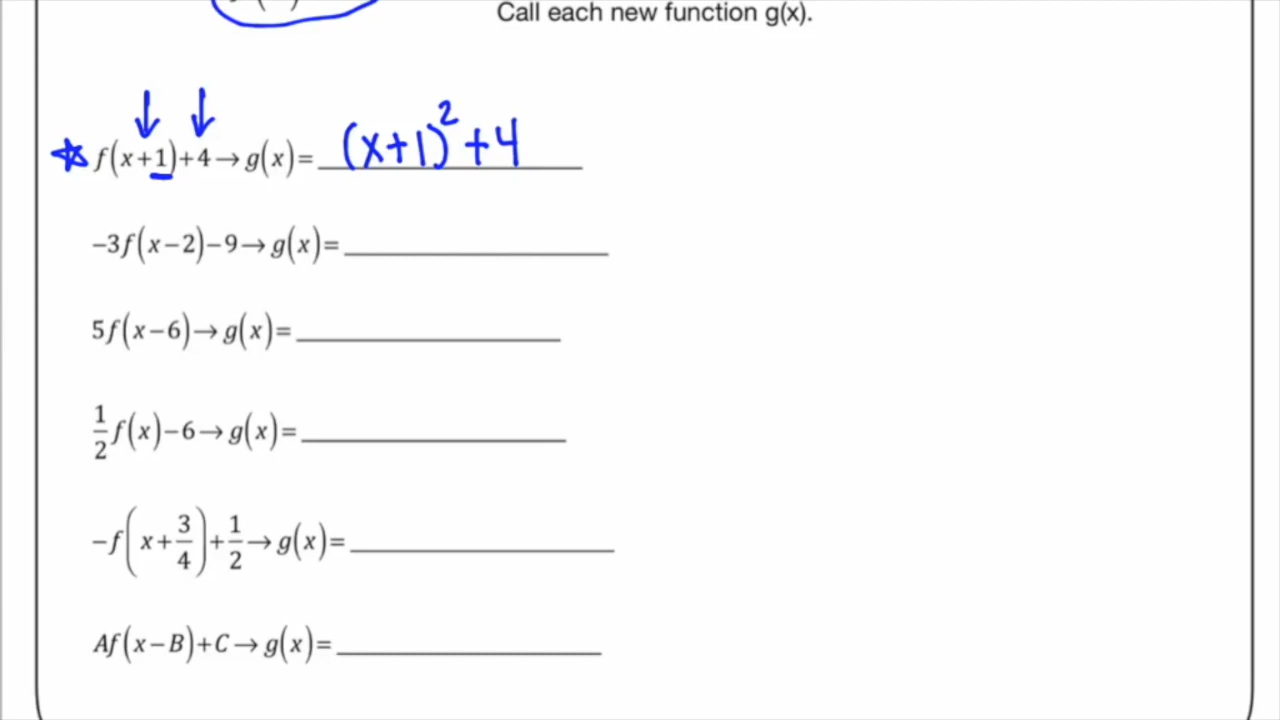 Call each new function g(x).
f(x+1)+4→g(x)= (x+1)²+4
−3f(x−2)−9→g(x)=
5f(x−6)→g(x)=
1/2 f(x)−6→g(x)=
−f(x+3/4)+1/2→g(x)=
Af(x−B)+C→g(x)=